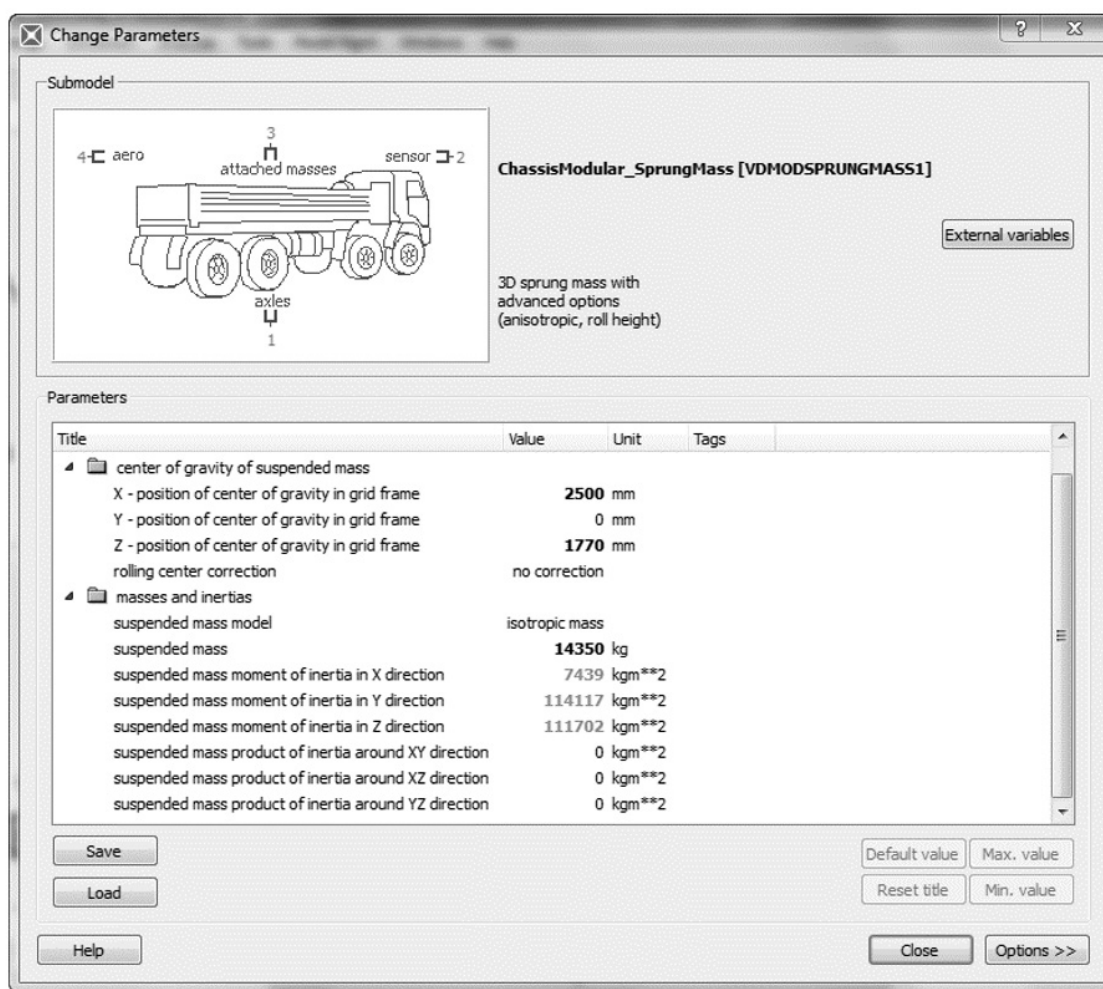 Change Parameters
Submodel
3
4 aero
attached masses
sensor 2
axles
1
ChassisModular_SprungMass [VDMODSPRUNGMASS1]
External variables
3D sprung mass with
advanced options
(anisotropic, roll height)
Parameters
Title Value Unit Tags
center of gravity of suspended mass
X - position of center of gravity in grid frame 2500 mm
Y - position of center of gravity in grid frame 0 mm
Z - position of center of gravity in grid frame 1770 mm
rolling center correction no correction
masses and inertias
suspended mass model isotropic mass
suspended mass 14350 kg
suspended mass moment of inertia in X direction 7439 kgm**2
suspended mass moment of inertia in Y direction 114117 kgm**2
suspended mass moment of inertia in Z direction 111702 kgm**2
suspended mass product of inertia around XY direction 0 kgm**2
suspended mass product of inertia around XZ direction 0 kgm**2
suspended mass product of inertia around YZ direction 0 kgm**2
Save
Default value Max. value
Load
Reset title Min. value
Help
Close Options >>